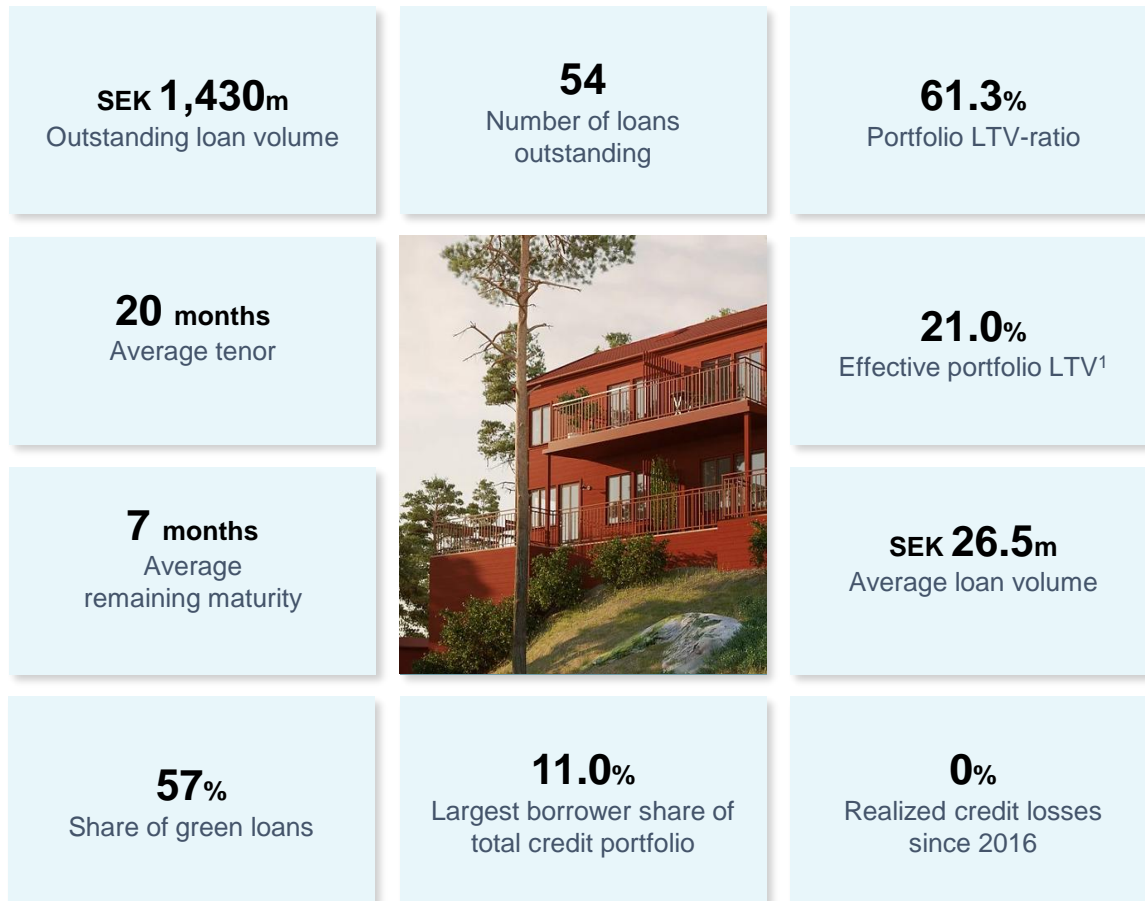 SEK 1,430m
Outstanding loan volume
54
Number of loans
outstanding
61.3%
Portfolio LTV-ratio
20 months
Average tenor
21.0%
Effective portfolio LTV¹
7 months
Average
remaining maturity
SEK 26.5m
Average loan volume
57%
Share of green loans
11.0%
Largest borrower share of
total credit portfolio
0%
Realized credit losses
since 2016